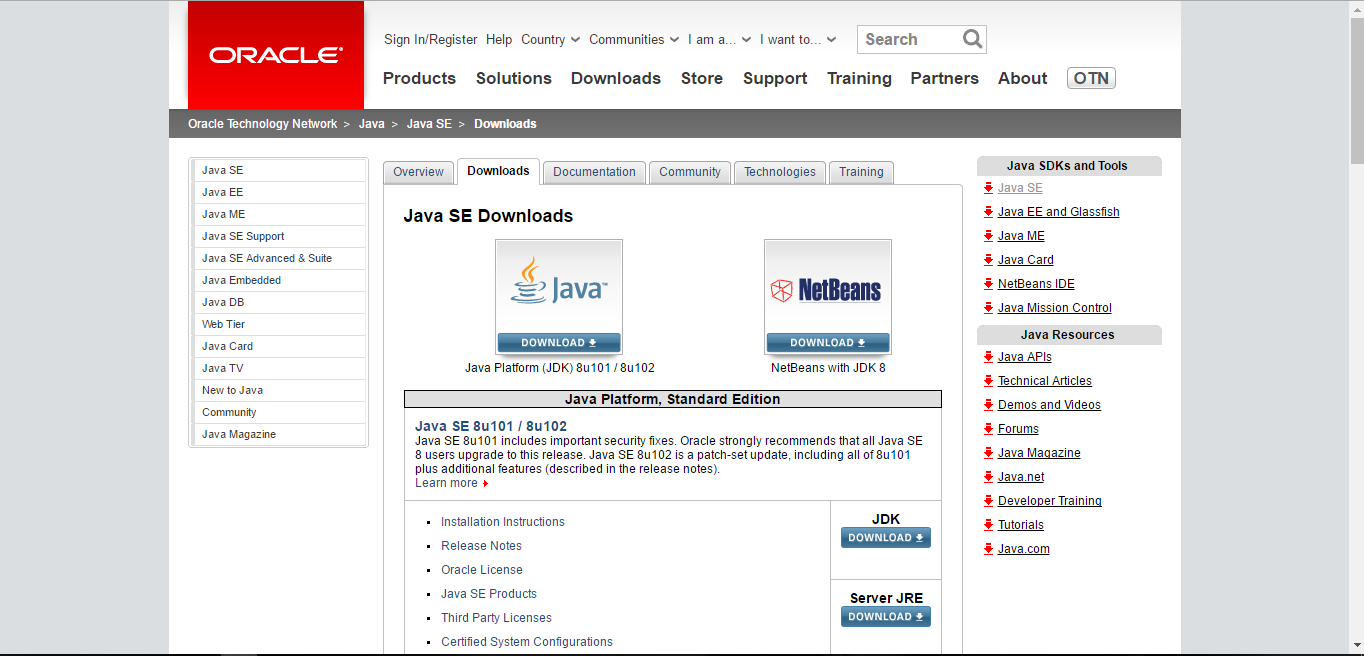 ORACLE
Sign In/Register Help Country Communities I am a... I want to... Search
Products Solutions Downloads Store Support Training Partners About OTN
Oracle Technology Network > Java > Java SE > Downloads
Java SE
Java EE
Java ME
Java SE Support
Java SE Advanced & Suite
Java Embedded
Java DB
Web Tier
Java Card
Java TV
New to Java
Community
Java Magazine
Overview Downloads Documentation Community Technologies Training
Java SE Downloads
Java™
DOWNLOAD
Java Platform (JDK) 8u101 / 8u102
NetBeans
DOWNLOAD
NetBeans with JDK 8
Java Platform, Standard Edition
Java SE 8u101 / 8u102
Java SE 8u101 includes important security fixes. Oracle strongly recommends that all Java SE
8 users upgrade to this release. Java SE 8u102 is a patch-set update, including all of 8u101
plus additional features (described in the release notes).
Learn more
Installation Instructions
Release Notes
Oracle License
Java SE Products
Third Party Licenses
Certified System Configurations
JDK
DOWNLOAD
Server JRE
DOWNLOAD
Java SDKs and Tools
Java SE
Java EE and Glassfish
Java ME
Java Card
NetBeans IDE
Java Mission Control
Java Resources
Java APIs
Technical Articles
Demos and Videos
Forums
Java Magazine
Java.net
Developer Training
Tutorials
Java.com